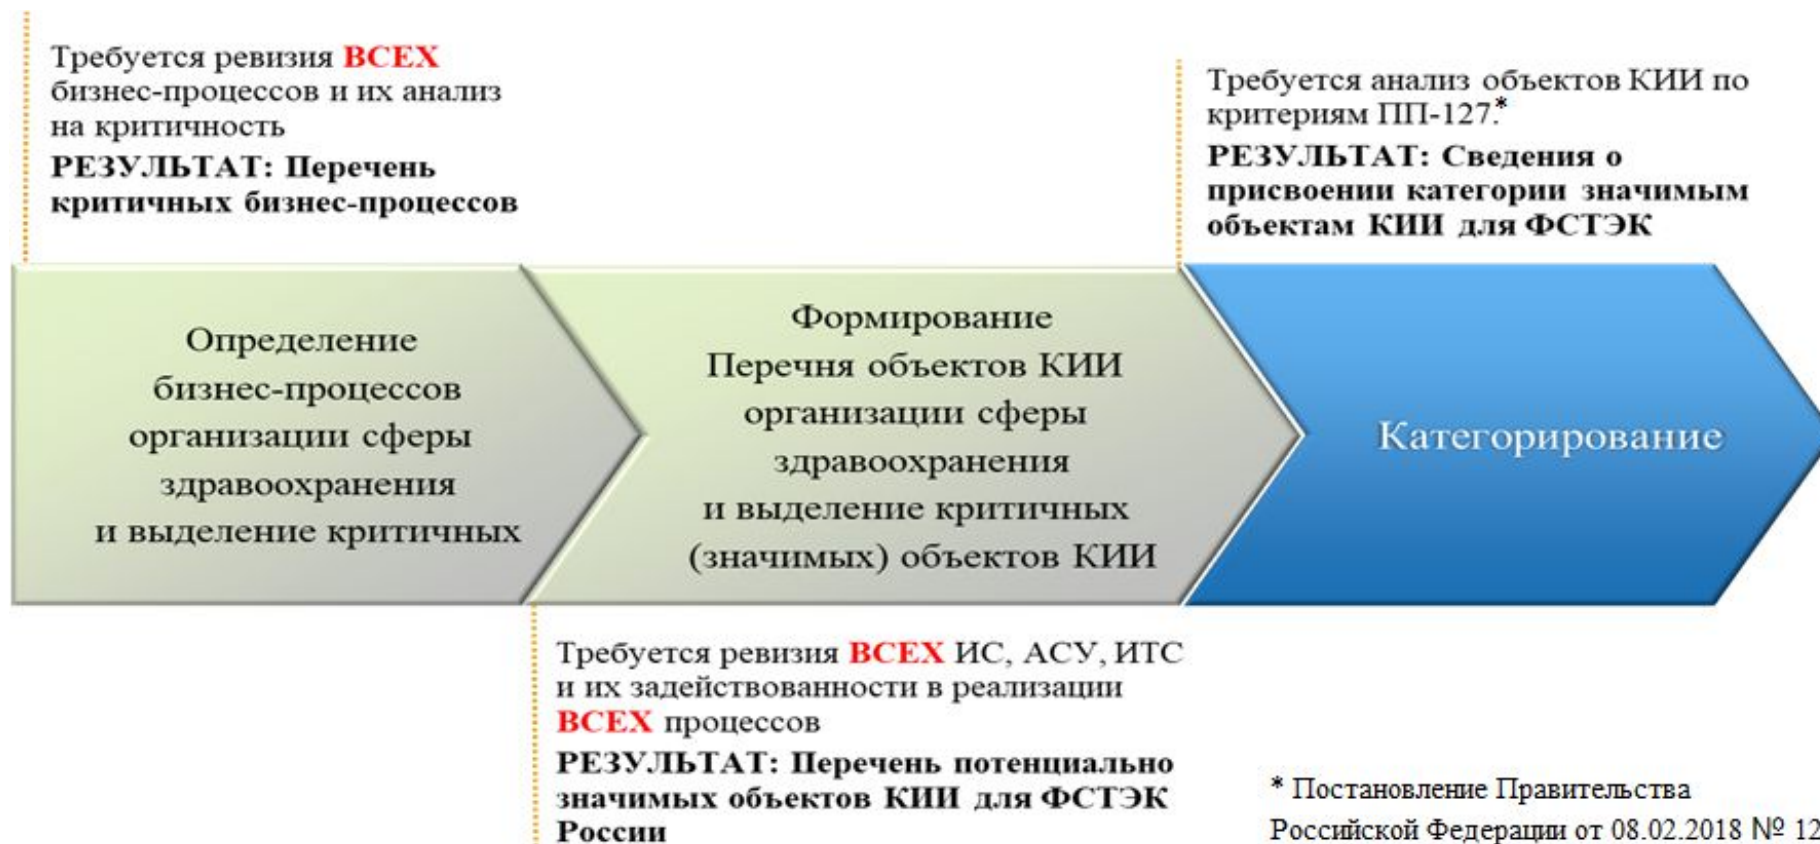 Требуется ревизия ВСЕХ
бизнес-процессов и их анализ
на критичность
РЕЗУЛЬТАТ: Перечень
критичных бизнес-процессов
Требуется анализ объектов КИИ по
критериям ПП-127.*
РЕЗУЛЬТАТ: Сведения о
присвоении категории значимым
объектам КИИ для ФСТЭК
Определение
бизнес-процессов
организации сферы
здравоохранения
и выделение критичных
Формирование
Перечня объектов КИИ
организации сферы
здравоохранения
и выделение критичных
(значимых) объектов КИИ
Категорирование
Требуется ревизия ВСЕХ ИС, АСУ, ИТС
и их задействованности в реализации
ВСЕХ процессов
РЕЗУЛЬТАТ: Перечень потенциально
значимых объектов КИИ для ФСТЭК
России
* Постановление Правительства
Российской Федерации от 08.02.2018 № 12